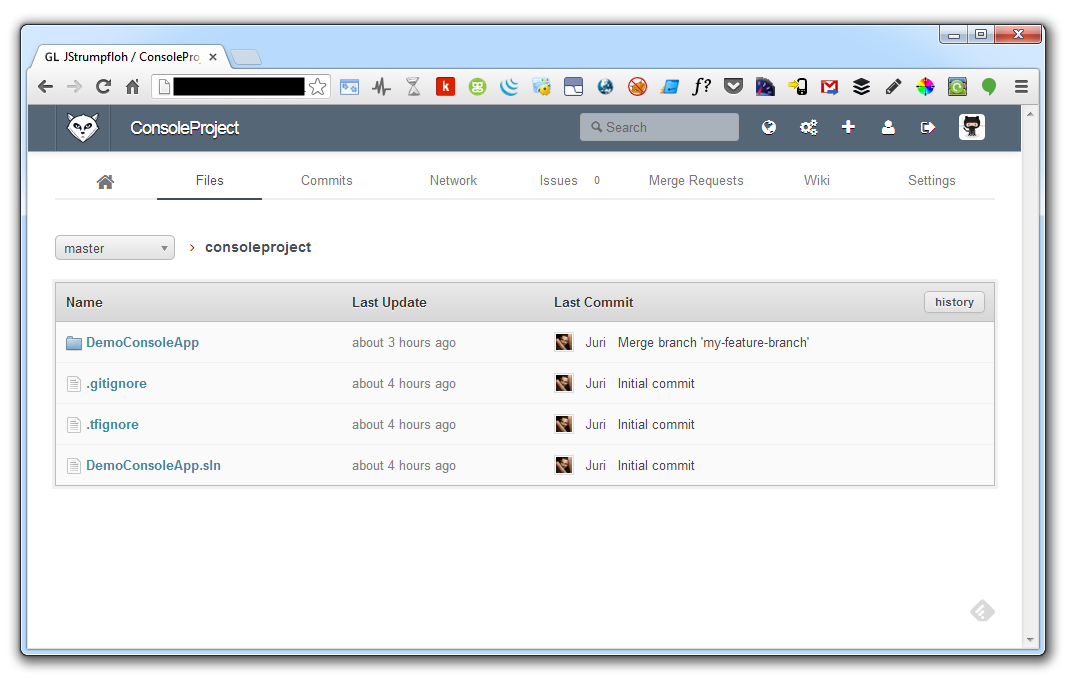 GL JStrumpfloh / ConsolePro
ConsoleProject
Search
Files Commits Network Issues 0 Merge Requests Wiki Settings
master > consoleproject
Name Last Update Last Commit history
DemoConsoleApp about 3 hours ago Juri Merge branch 'my-feature-branch'
.gitignore about 4 hours ago Juri Initial commit
.tfignore about 4 hours ago Juri Initial commit
DemoConsoleApp.sln about 4 hours ago Juri Initial commit